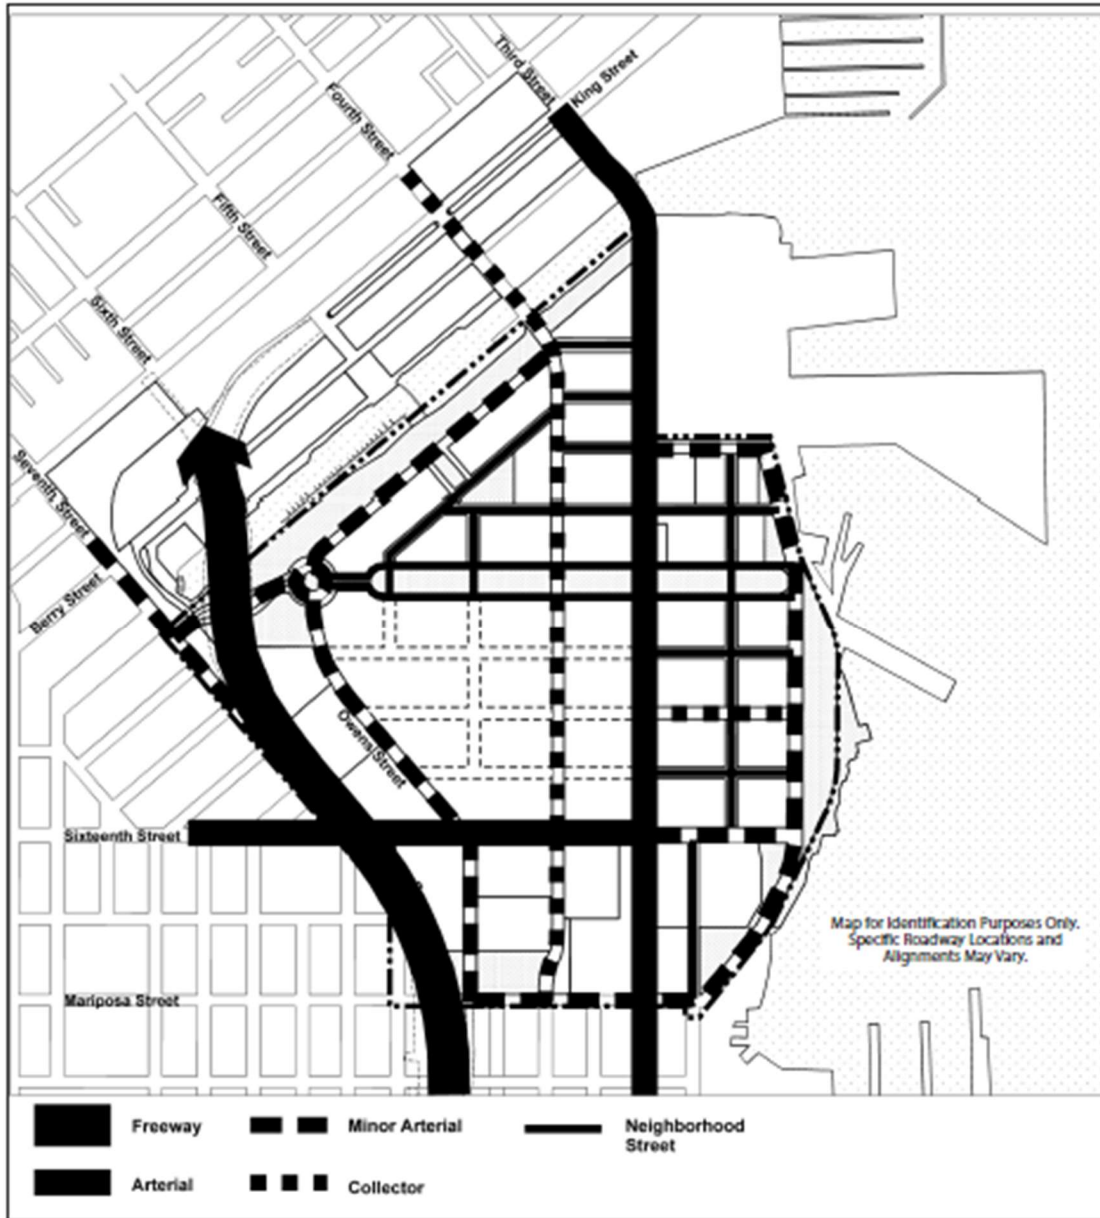 Third Street
King Street
Fourth Street
Fifth Street
Sixth Street
Seventh Street
Berry Street
Owens Street
Sixteenth Street
Map for Identification Purposes Only.
Specific Roadway Locations and
Alignments May Vary.
Mariposa Street
Freeway
Minor Arterial
Neighborhood
Street
Arterial
Collector